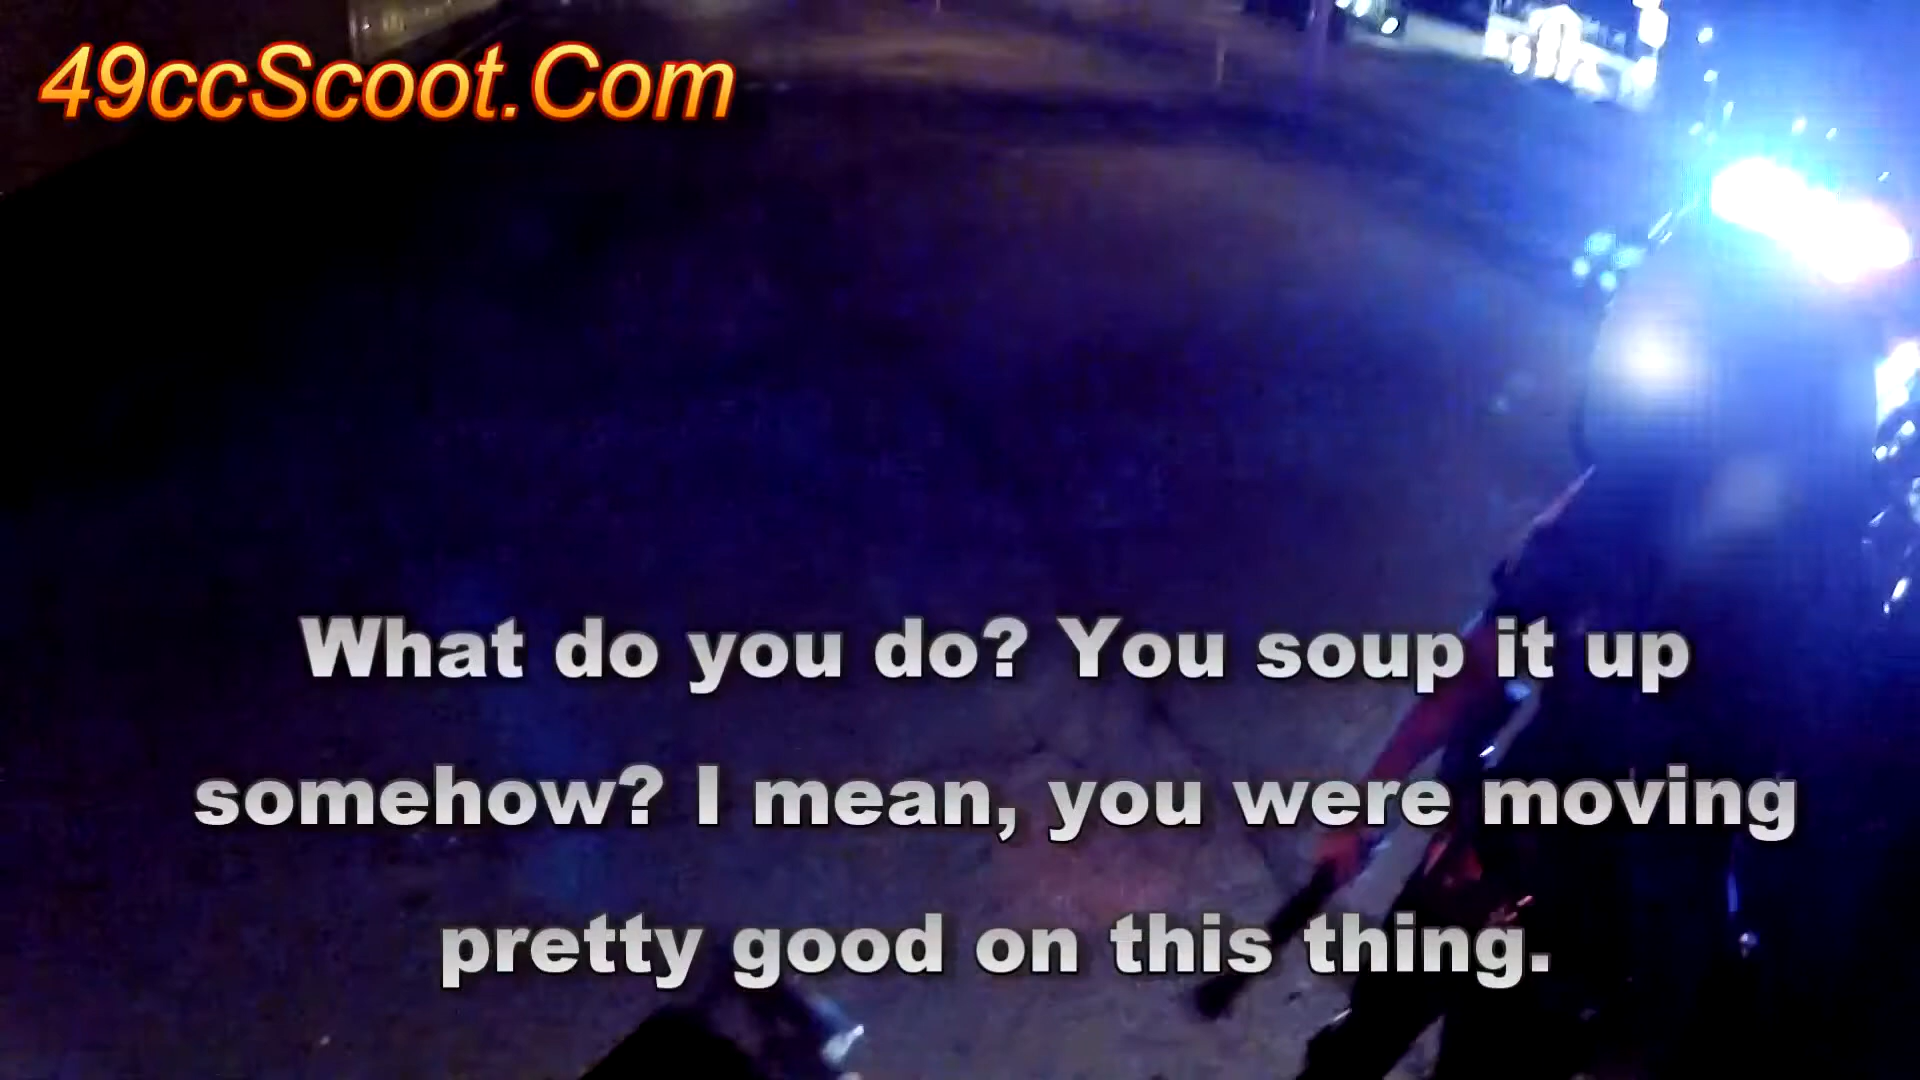 49ccScoot.Com
What do you do? You soup it up
somehow? I mean, you were moving
pretty good on this thing.